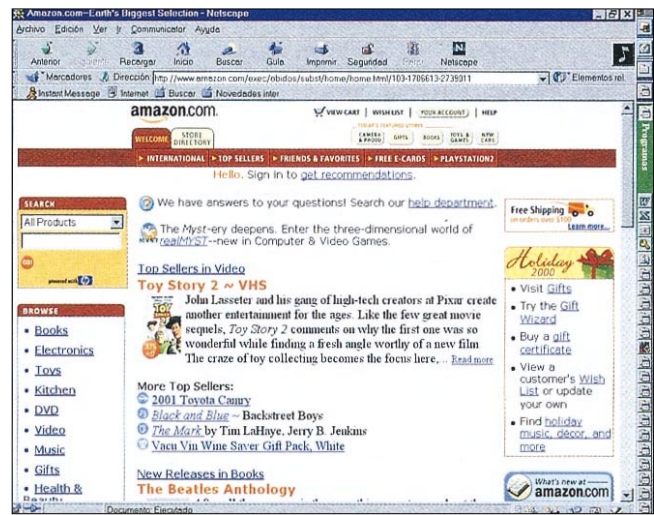 Amazon.com--Earth's Biggest Selection - Netscape
Archivo Edición Ver Ir Communicator Ayuda
Anterior Recargar Inicio Buscar Guía Imprimir Seguridad Netscape
Marcadores Dirección http://www.amazon.com/exec/obidos/subst/home/home.html/103-1706613-2739011 Elementos rel.
Instant Message Internet Buscar Novedades inter
amazon.com. VIEW CART | WISH LIST | YOUR ACCOUNT | HELP
WELCOME STORE DIRECTORY CAMERA & PHOTO GIFTS BOOKS TOYS & GAMES NEW CARS
INTERNATIONAL TOP SELLERS FRIENDS & FAVORITES FREE E-CARDS PLAYSTATION2
Hello. Sign in to get recommendations.
SEARCH
All Products
GO!
powered with hp
BROWSE
• Books
• Electronics
• Toys
• Kitchen
• DVD
• Video
• Music
• Gifts
• Health &
Beauty
We have answers to your questions! Search our help department.
The Myst-ery deepens. Enter the three-dimensional world of
realMYST--new in Computer & Video Games.
Top Sellers in Video
Toy Story 2 ~ VHS
John Lasseter and his gang of high-tech creators at Pixar create
another entertainment for the ages. Like the few great movie
sequels, Toy Story 2 comments on why the first one was so
wonderful while finding a fresh angle worthy of a new film
The craze of toy collecting becomes the focus here, .. Read more
More Top Sellers:
2001 Toyota Camry
Black and Blue ~ Backstreet Boys
The Mark by Tim LaHaye, Jerry B. Jenkins
Vacu Vin Wine Saver Gift Pack, White
New Releases in Books
The Beatles Anthology
Free Shipping
on orders over $100
Learn more...
Holiday
2000
• Visit Gifts
• Try the Gift
Wizard
• Buy a gift
certificate
• View a
customer's Wish
List or update
your own
• Find holiday
music, décor, and
more
What's new at
amazon.com
Documento: Ejecutado
Programas